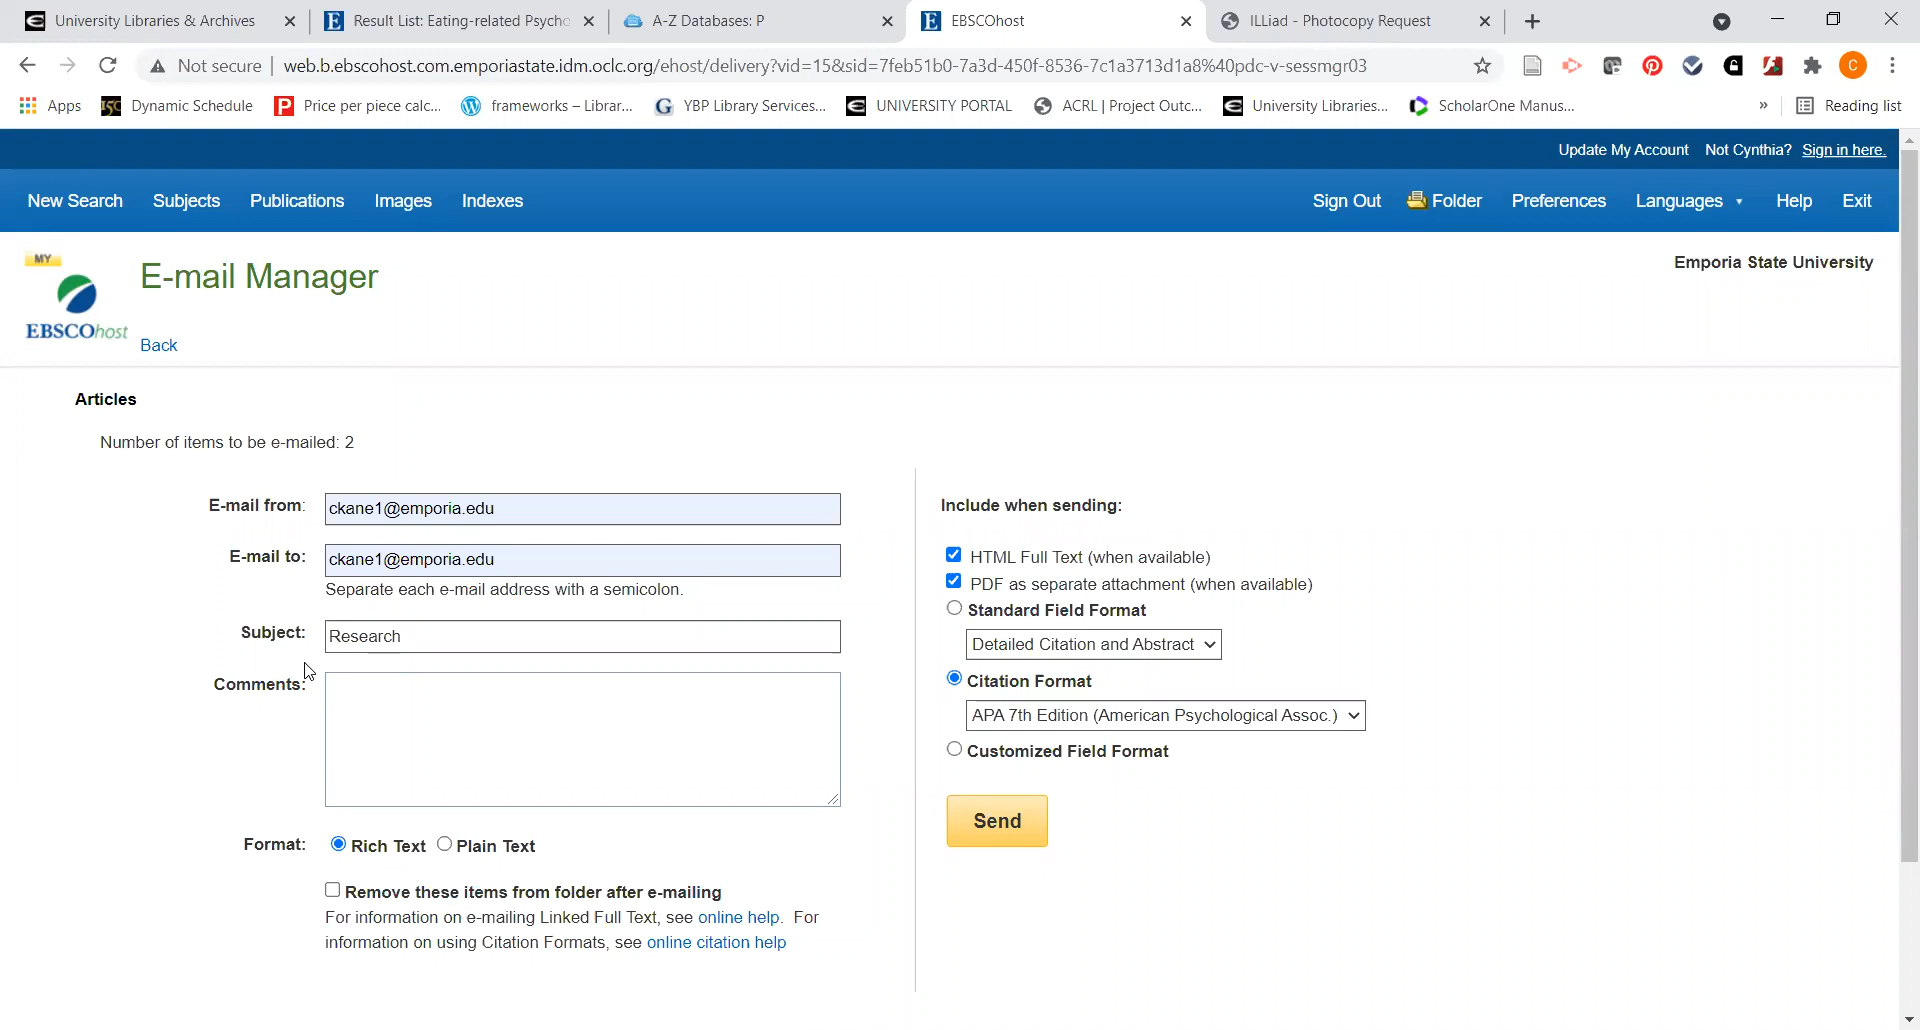 University Libraries & Archives
Result List: Eating-related Psycho
A-Z Databases: P
EBSCOhost
ILLiad - Photocopy Request
Not secure
web.b.ebscohost.com.emporiastate.idm.oclc.org/ehost/delivery?vid=15&sid=7feb51b0-7a3d-450f-8536-7c1a3713d1a8%40pdc-v-sessmgr03
C
Apps
Dynamic Schedule
Price per piece calc...
frameworks – Librar...
YBP Library Services...
UNIVERSITY PORTAL
ACRL | Project Outc...
University Libraries...
ScholarOne Manus...
»
Reading list
Update My Account Not Cynthia? Sign in here.
New Search Subjects Publications Images Indexes
Sign Out Folder Preferences Languages Help Exit
MY
EBSCOhost
E-mail Manager
Emporia State University
Back
Articles
Number of items to be e-mailed: 2
E-mail from: ckane1@emporia.edu
E-mail to: ckane1@emporia.edu
Separate each e-mail address with a semicolon.
Subject: Research
Comments:
Format: Rich Text Plain Text
Remove these items from folder after e-mailing
For information on e-mailing Linked Full Text, see online help. For
information on using Citation Formats, see online citation help
Include when sending:
HTML Full Text (when available)
PDF as separate attachment (when available)
Standard Field Format
Detailed Citation and Abstract
Citation Format
APA 7th Edition (American Psychological Assoc.)
Customized Field Format
Send